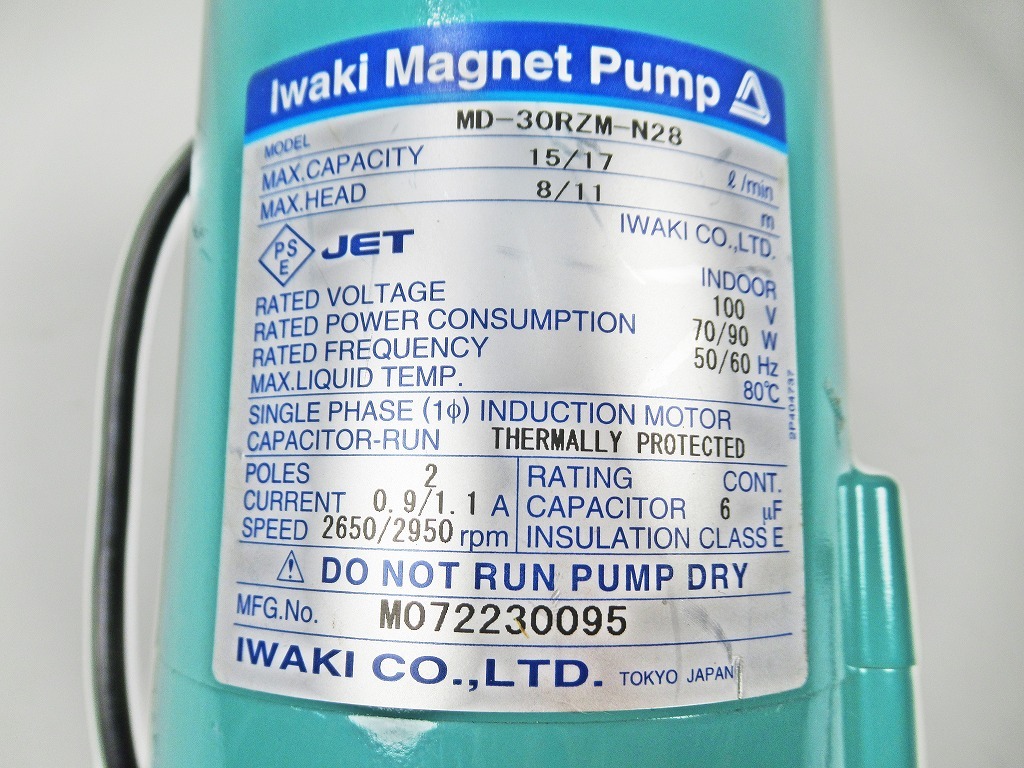 Iwaki Magnet Pump
MODEL MD-30RZM-N28
MAX.CAPACITY 15/17 ℓ/min
MAX.HEAD 8/11 m
PSE JET IWAKI CO.,LTD.
INDOOR
RATED VOLTAGE 100 V
RATED POWER CONSUMPTION 70/90 W
RATED FREQUENCY 50/60 Hz
MAX.LIQUID TEMP. 80℃
SINGLE PHASE (1φ) INDUCTION MOTOR
CAPACITOR-RUN THERMALLY PROTECTED
POLES 2 RATING CONT.
CURRENT 0.9/1.1 A CAPACITOR 6 μF
SPEED 2650/2950 rpm INSULATION CLASS E
DO NOT RUN PUMP DRY
MFG.No. M072230095
IWAKI CO.,LTD. TOKYO JAPAN
2P404737